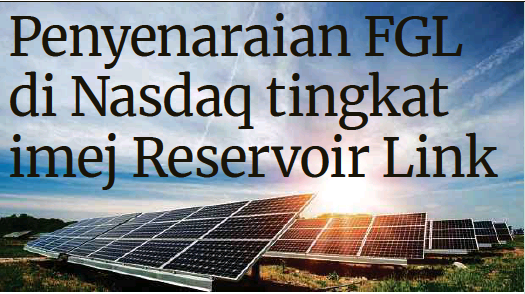 Penyenaraian FGL
di Nasdaq tingkat
imej Reservoir Link